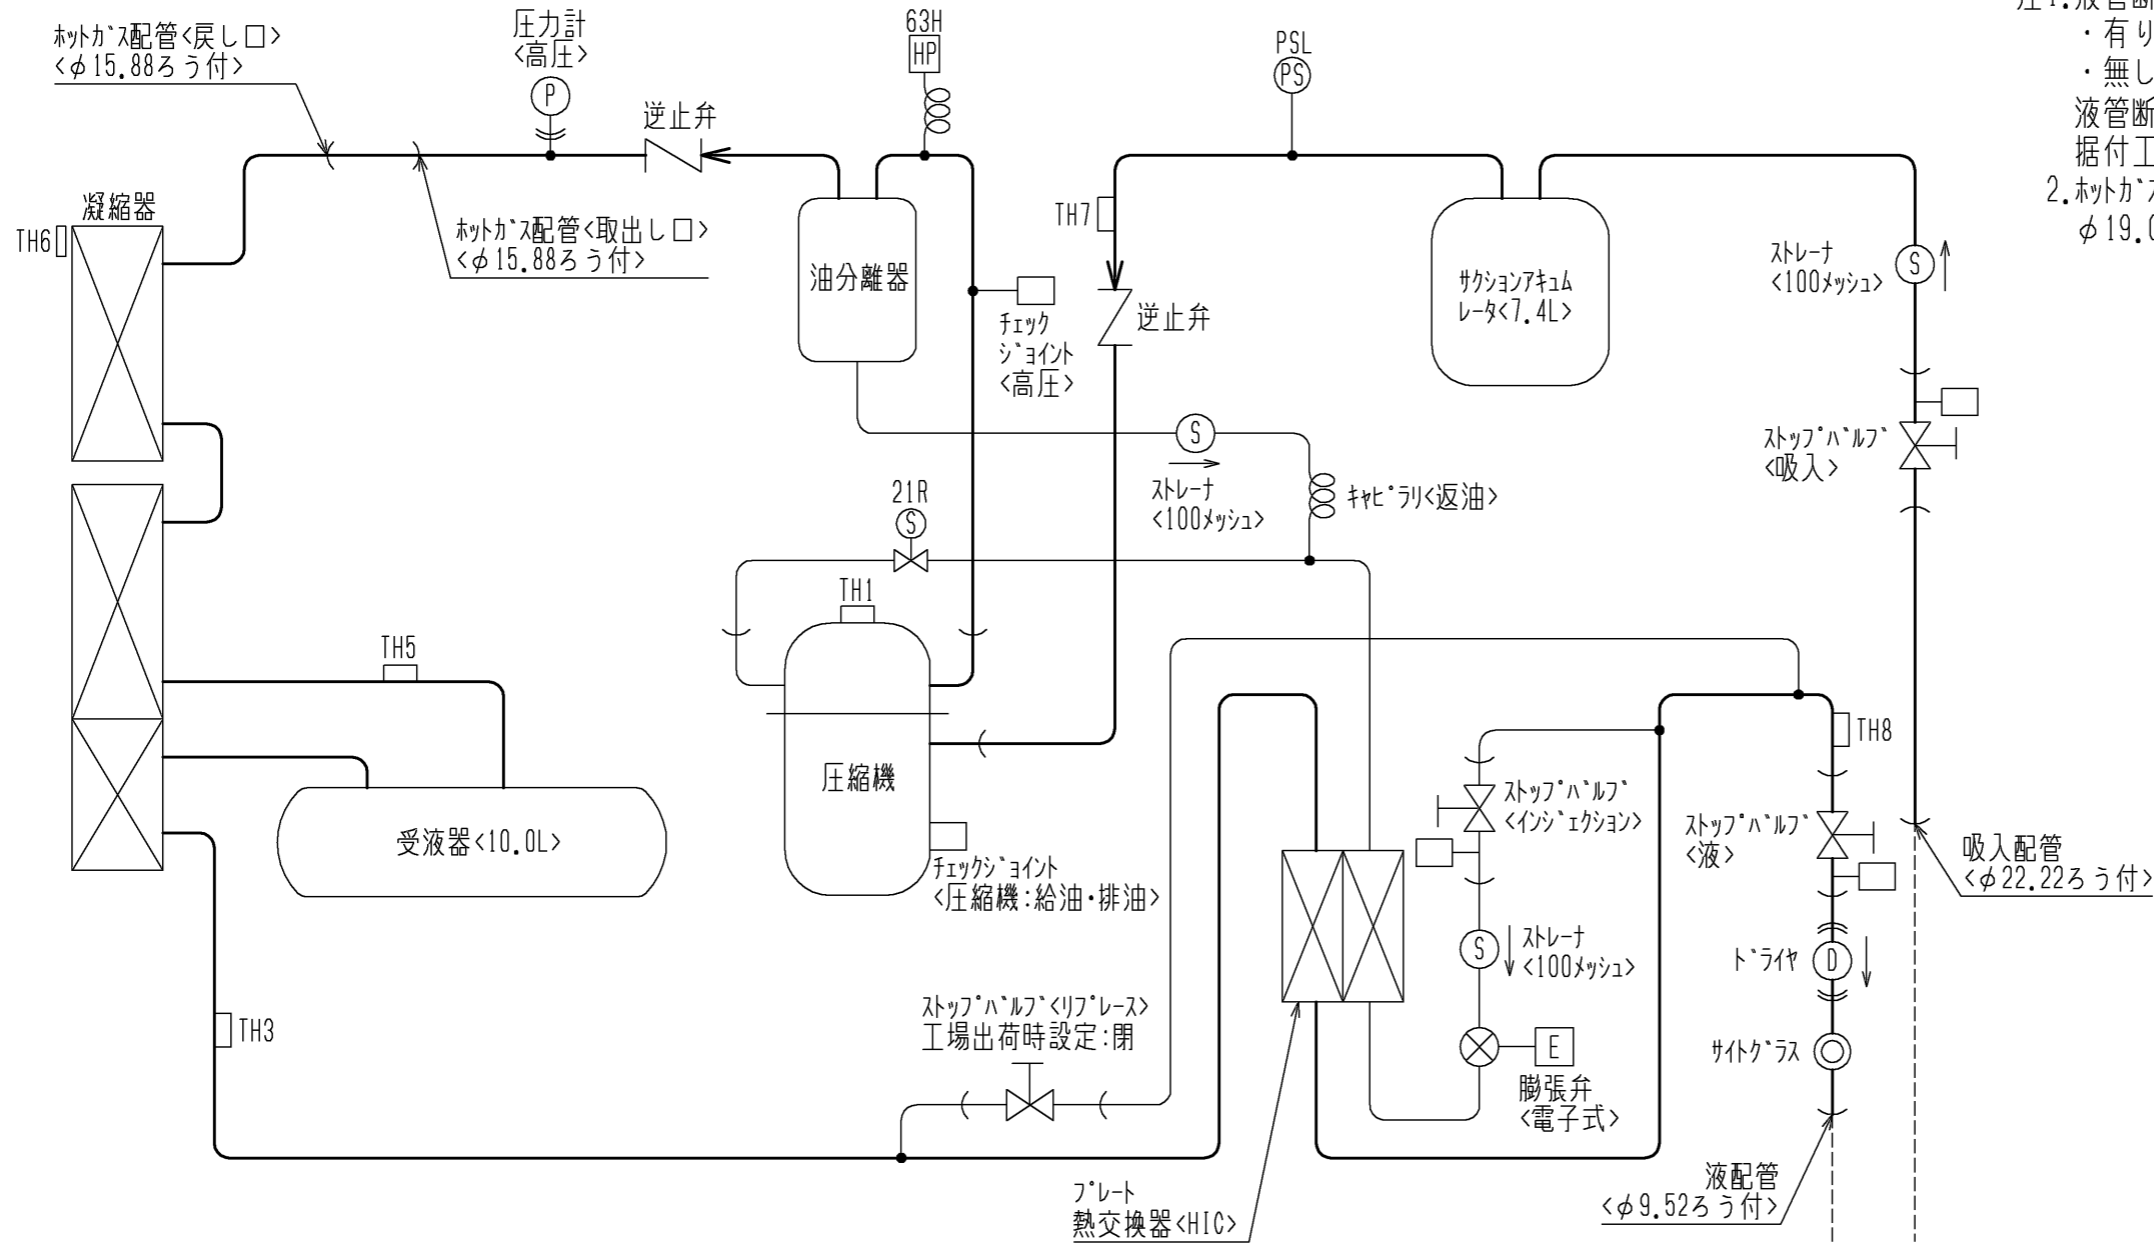 ホットガス配管<戻し口>
<φ15.88ろう付>
圧力計
<高圧>
P
63H
HP
逆止弁
PSL
PS
・有り
・無し
2.ホットガス
φ19.0
凝縮器
TH6
ホットガス配管<取出し口>
<φ15.88ろう付>
油分離器
チェック
ジョイント
<高圧>
TH7
逆止弁
サクションアキュム
レータ<7.4L>
ストレーナ
<100メッシュ>
S
ストップバルブ
<吸入>
S
ストレーナ
<100メッシュ>
キャピラリ<返油>
21R
S
TH1
TH5
圧縮機
受液器<10.0L>
チェックジョイント
<圧縮機:給油・排油>
TH8
ストップバルブ
<インジェクション>
ストップバルブ
<液>
吸入配管
<φ22.22ろう付>
S
ストレーナ
<100メッシュ>
ドライヤ
D
TH3
ストップバルブ<リプレース>
工場出荷時設定:閉
E
膨張弁
<電子式>
サイトグラス
プレート
熱交換器<HIC>
液配管
<φ9.52ろう付>